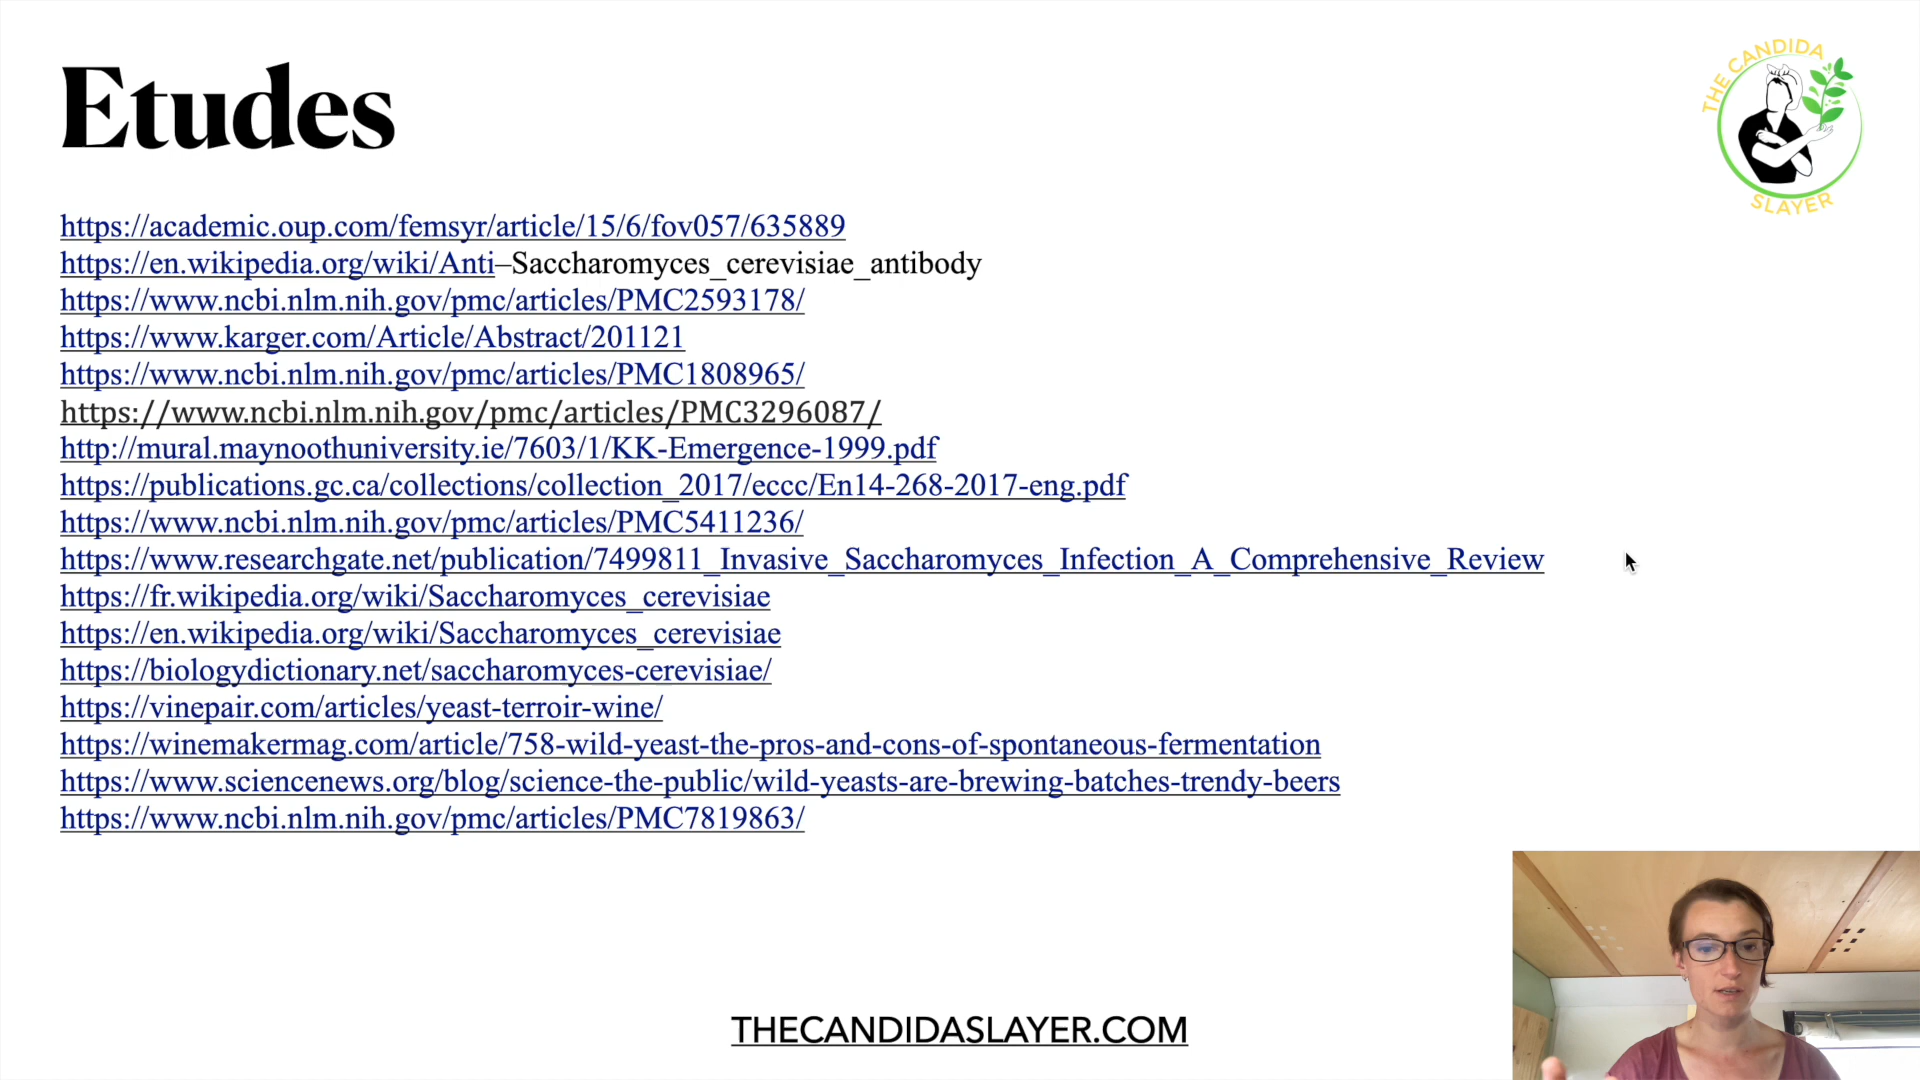 Etudes
THE CANDIDA
SLAYER
https://academic.oup.com/femsyr/article/15/6/fov057/635889
https://en.wikipedia.org/wiki/Anti–Saccharomyces_cerevisiae_antibody
https://www.ncbi.nlm.nih.gov/pmc/articles/PMC2593178/
https://www.karger.com/Article/Abstract/201121
https://www.ncbi.nlm.nih.gov/pmc/articles/PMC1808965/
https://www.ncbi.nlm.nih.gov/pmc/articles/PMC3296087/
http://mural.maynoothuniversity.ie/7603/1/KK-Emergence-1999.pdf
https://publications.gc.ca/collections/collection_2017/eccc/En14-268-2017-eng.pdf
https://www.ncbi.nlm.nih.gov/pmc/articles/PMC5411236/
https://www.researchgate.net/publication/7499811_Invasive_Saccharomyces_Infection_A_Comprehensive_Review
https://fr.wikipedia.org/wiki/Saccharomyces_cerevisiae
https://en.wikipedia.org/wiki/Saccharomyces_cerevisiae
https://biologydictionary.net/saccharomyces-cerevisiae/
https://vinepair.com/articles/yeast-terroir-wine/
https://winemakermag.com/article/758-wild-yeast-the-pros-and-cons-of-spontaneous-fermentation
https://www.sciencenews.org/blog/science-the-public/wild-yeasts-are-brewing-batches-trendy-beers
https://www.ncbi.nlm.nih.gov/pmc/articles/PMC7819863/
THECANDIDASLAYER.COM